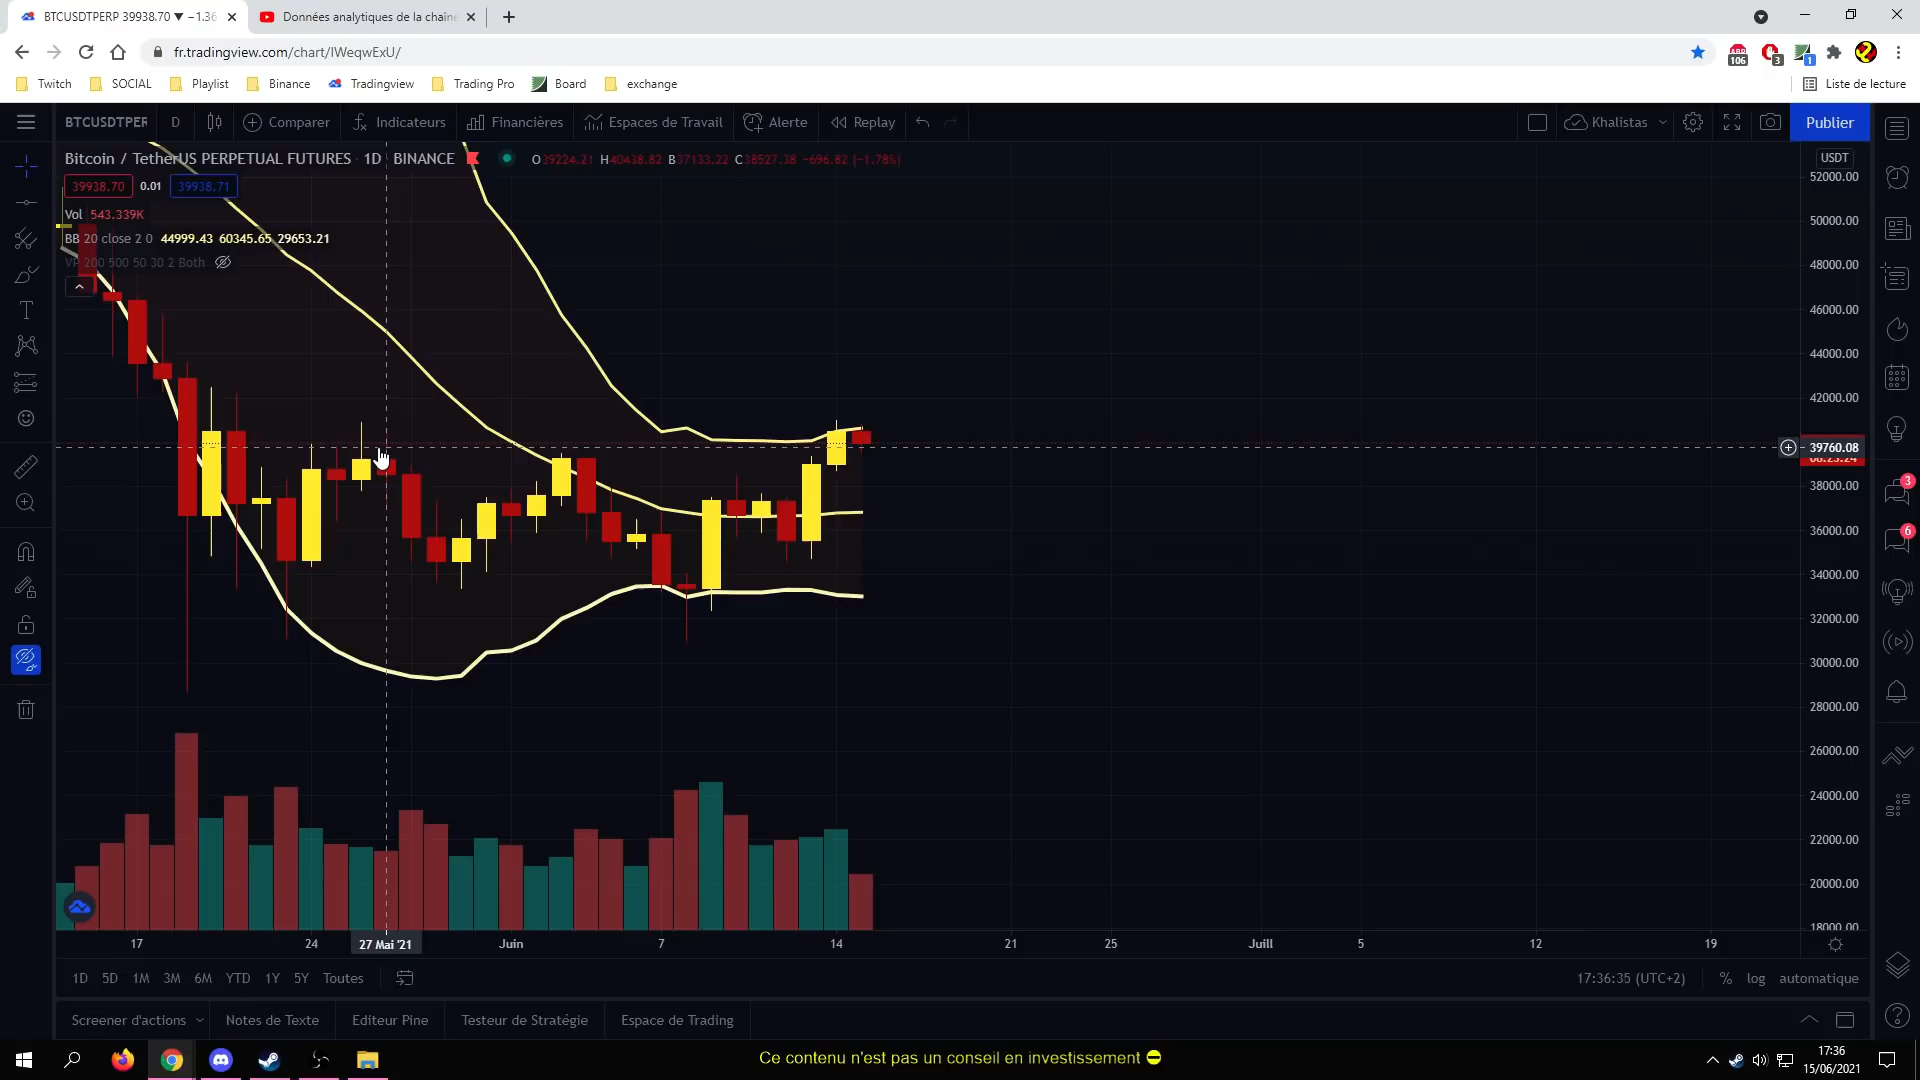 BTCUSDTPERP 39938.70 ▼ −1.36
Données analytiques de la chaîne
fr.tradingview.com/chart/IWeqwExU/
106
3
1
Twitch
SOCIAL
Playlist
Binance
Tradingview
Trading Pro
Board
exchange
Liste de lecture
BTCUSDTPER
D
Comparer
Indicateurs
Financières
Espaces de Travail
Alerte
Replay
Khalistas
Publier
Bitcoin / TetherUS PERPETUAL FUTURES · 1D · BINANCE
O39224.21 H40438.82 B37133.22 C38527.38 −696.82 (−1.78%)
USDT
39938.70 0.01 39938.71
Vol 543.339K
BB 20 close 2 0 44999.43 60345.65 29653.21
VP 200 500 50 30 2 Both
52000.00
50000.00
48000.00
46000.00
44000.00
42000.00
39760.08
38000.00
36000.00
34000.00
32000.00
30000.00
28000.00
26000.00
24000.00
22000.00
20000.00
18000.00
3
6
17
24
27 Mai '21
Juin
7
14
21
25
Juill
5
12
19
1D 5D 1M 3M 6M YTD 1Y 5Y Toutes
17:36:35 (UTC+2)
% log automatique
Screener d'actions
Notes de Texte
Editeur Pine
Testeur de Stratégie
Espace de Trading
Ce contenu n'est pas un conseil en investissement
17:36
15/06/2021